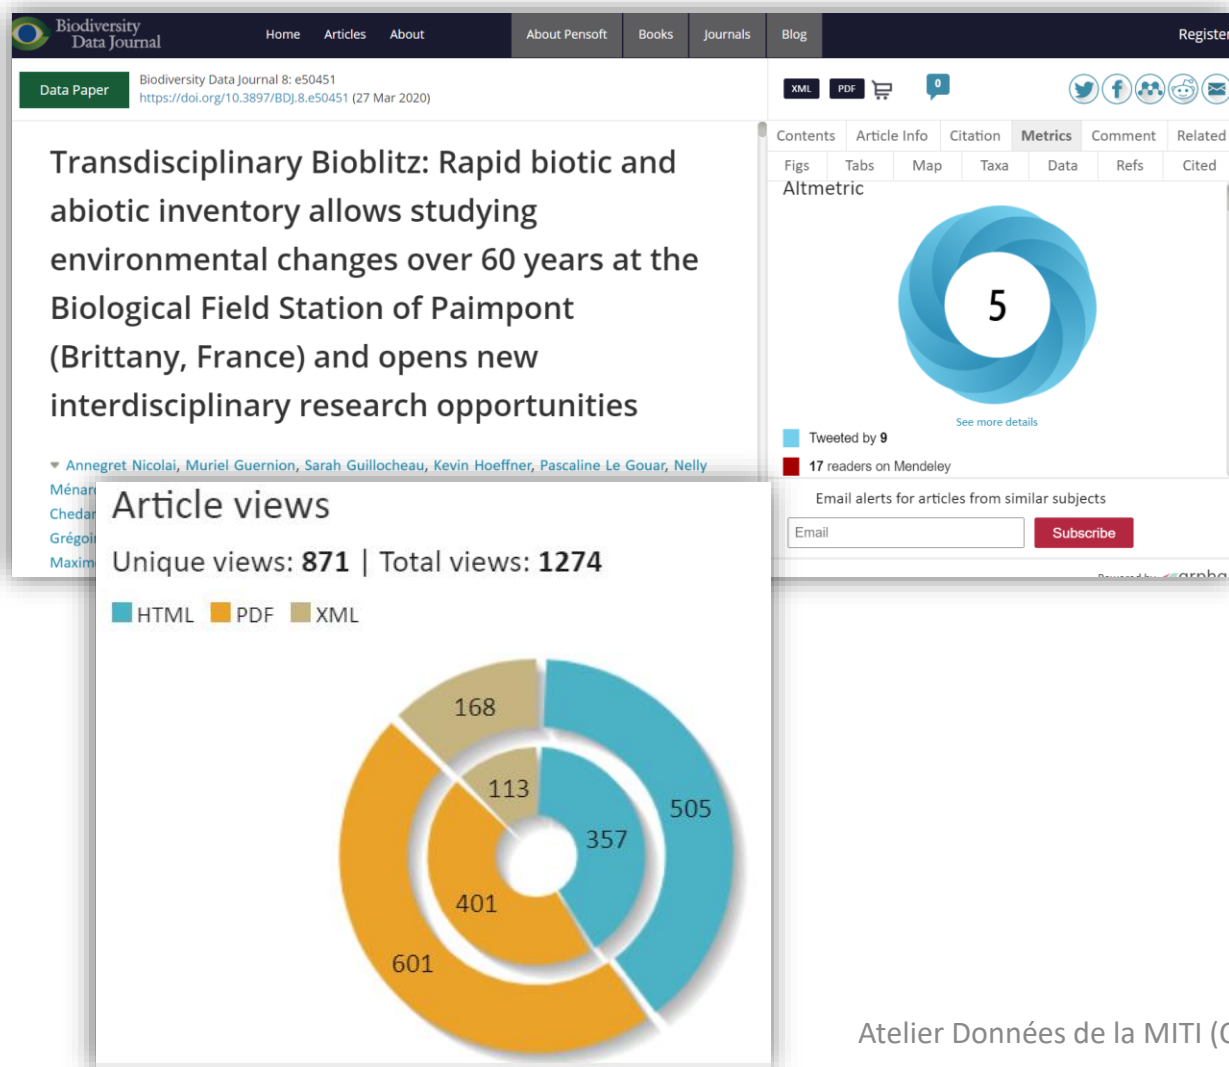 Biodiversity
Data Journal
Home Articles About About Pensoft Books Journals Blog Register
Data Paper
Biodiversity Data Journal 8: e50451
https://doi.org/10.3897/BDJ.8.e50451 (27 Mar 2020)
XML PDF 0
Contents Article Info Citation Metrics Comment Related
Figs Tabs Map Taxa Data Refs Cited
Transdisciplinary Bioblitz: Rapid biotic and
abiotic inventory allows studying
environmental changes over 60 years at the
Biological Field Station of Paimpont
(Brittany, France) and opens new
interdisciplinary research opportunities
Annegret Nicolai, Muriel Guernion, Sarah Guillocheau, Kevin Hoeffner, Pascaline Le Gouar, Nelly
Altmetric
5
See more details
Tweeted by 9
17 readers on Mendeley
Email alerts for articles from similar subjects
Email
Subscribe
arpha
Article views
Unique views: 871 | Total views: 1274
HTML PDF XML
168
113
505
357
401
601
Atelier Données de la MITI (